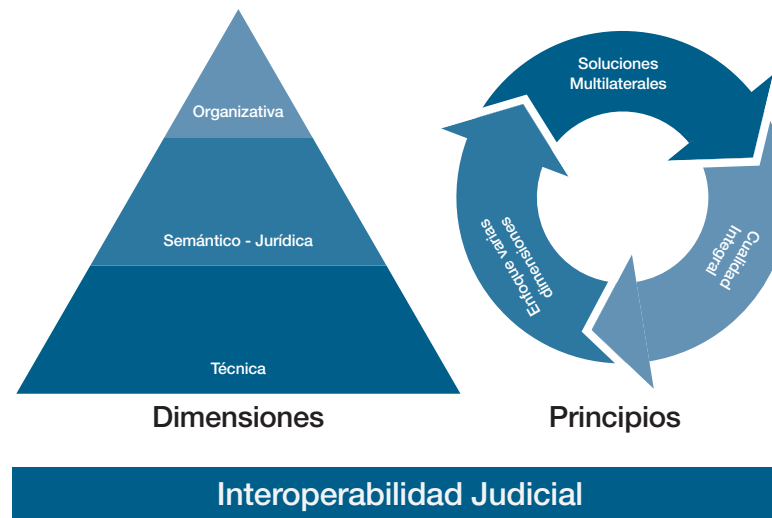 Organizativa
Semántico - Jurídica
Técnica
Dimensiones
Soluciones
Multilaterales
Cualidad
Integral
Enfoque varias
dimensiones
Principios
Interoperabilidad Judicial